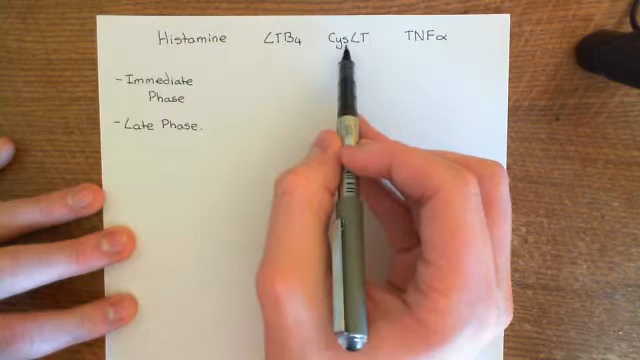 Histamine LTB4 CysLT TNFα
- Immediate
Phase
- Late Phase.